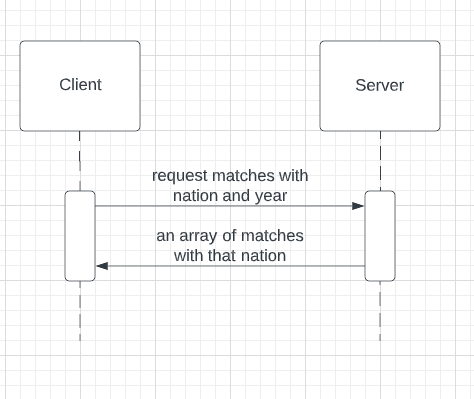 Client
Server
request matches with
nation and year
an array of matches
with that nation